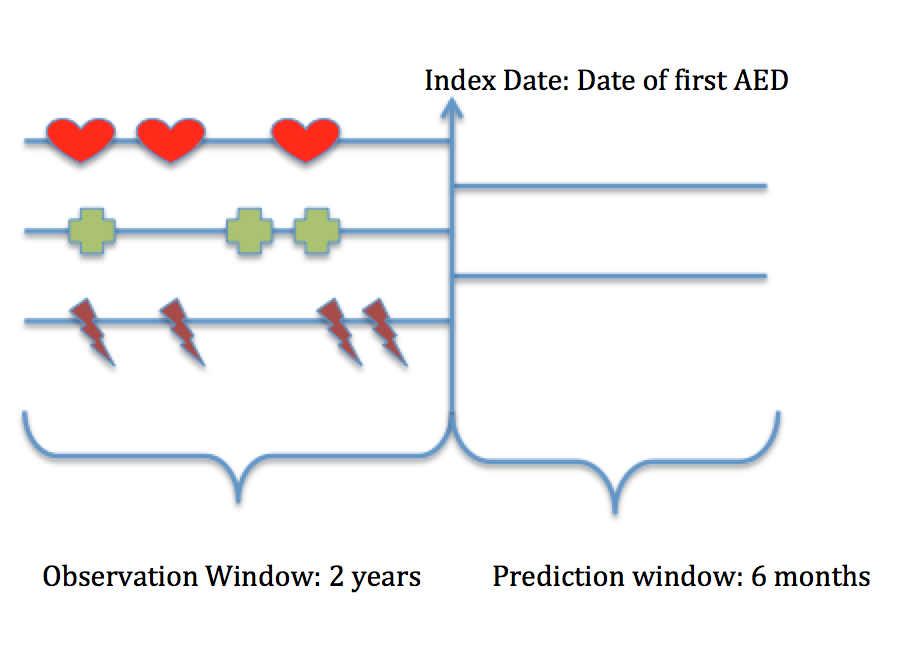 Index Date: Date of first AED
Observation Window: 2 years
Prediction window: 6 months